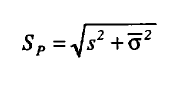 S_P = √(s² + σ̅²)